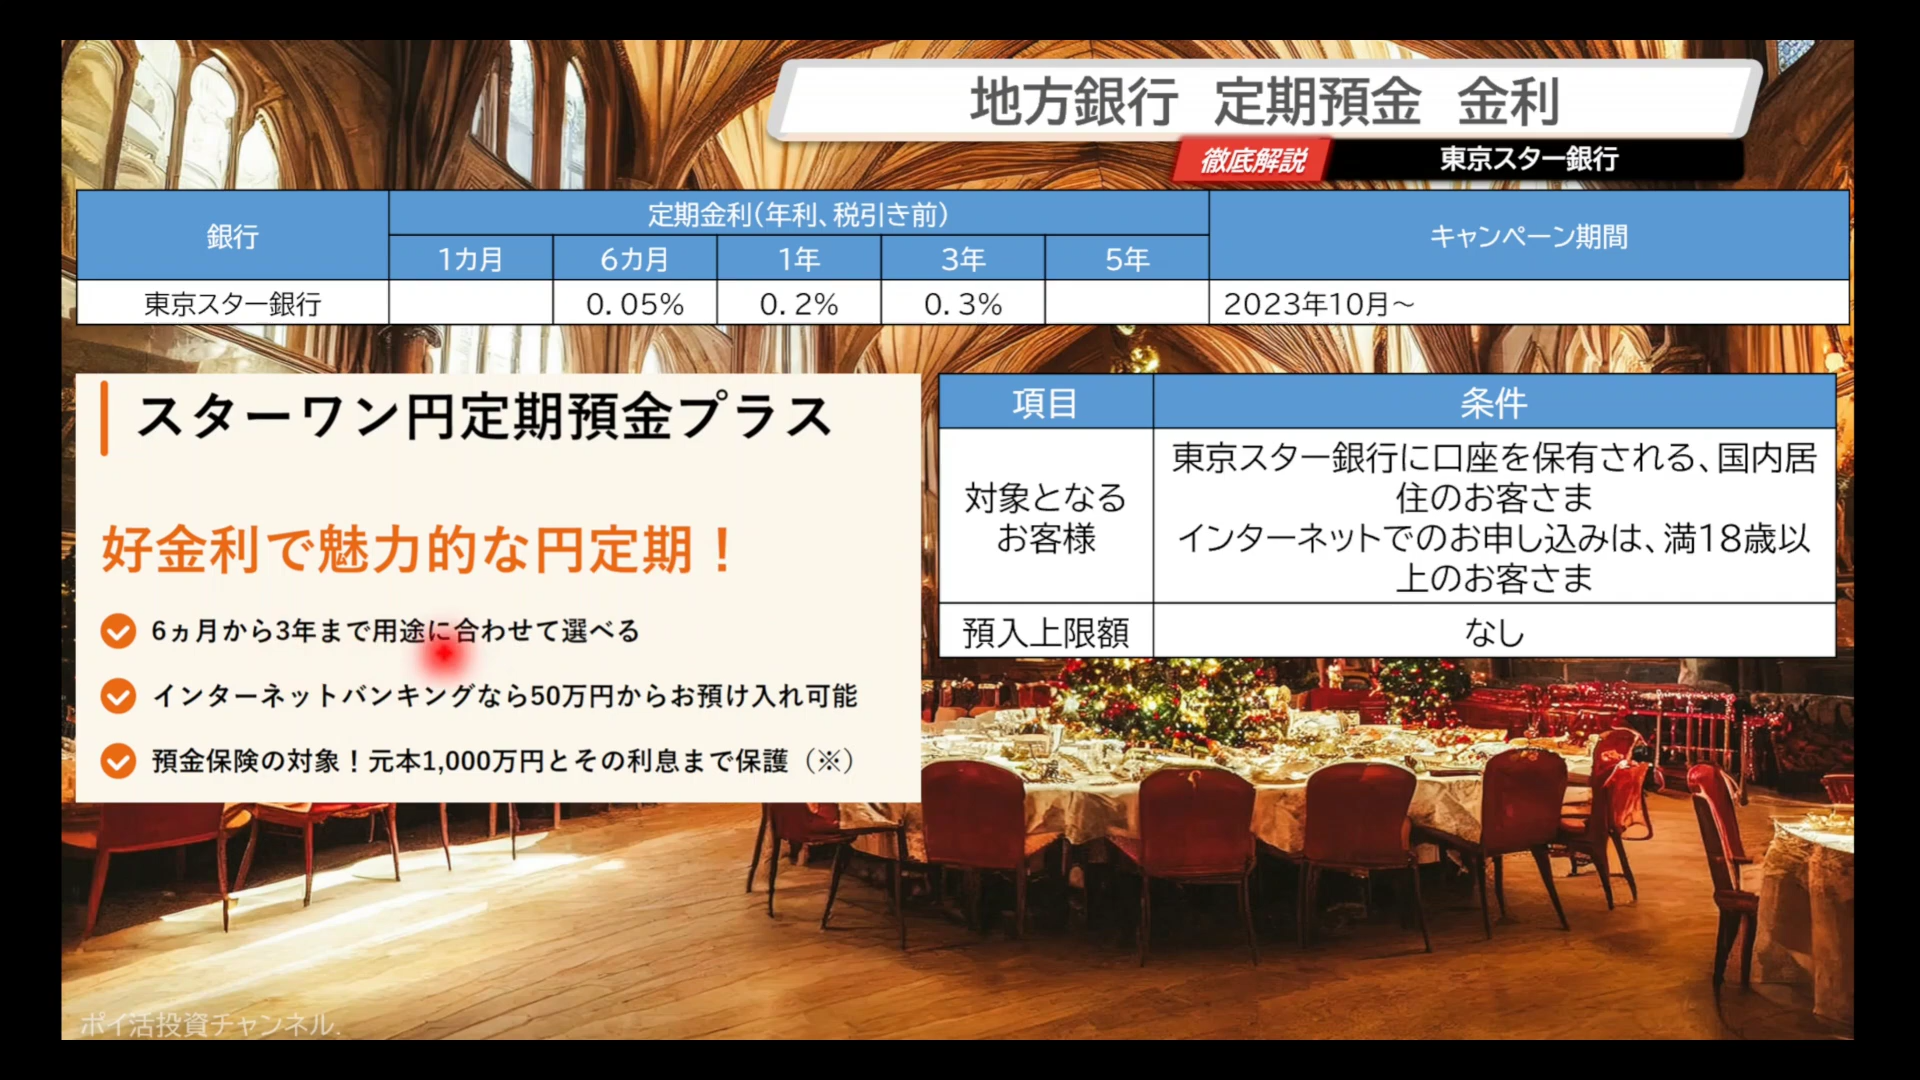 地方銀行 定期預金 金利
徹底解説 東京スター銀行
銀行 定期金利(年利、税引き前) キャンペーン期間
1カ月 6カ月 1年 3年 5年
東京スター銀行 0.05% 0.2% 0.3% 2023年10月～
スターワン円定期預金プラス
好金利で魅力的な円定期！
6ヵ月から3年まで用途に合わせて選べる
インターネットバンキングなら50万円からお預け入れ可能
預金保険の対象！元本1,000万円とその利息まで保護（※）
項目 条件
対象となる
お客様
東京スター銀行に口座を保有される、国内居
住のお客さま
インターネットでのお申し込みは、満18歳以
上のお客さま
預入上限額 なし
ポイ活投資チャンネル.